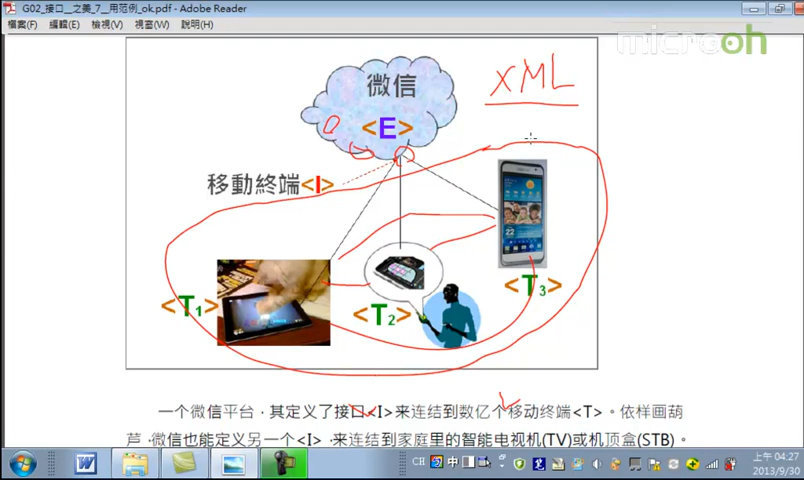 G02_接口__之美_7__用范例_ok.pdf - Adobe Reader
檔案(F) 編輯(E) 檢視(V) 視窗(W) 說明(H)
microoh
微信
XML
<E>
移動終端<I>
22
<T1>
<T2>
<T3>
一个微信平台，其定义了接口<I>来连结到数亿个移动终端<T>。依样画葫
芦，微信也能定义另一个<I>，来连结到家庭里的智能电视机(TV)或机顶盒(STB)。
CH 中
上午 04:27
2013/9/30